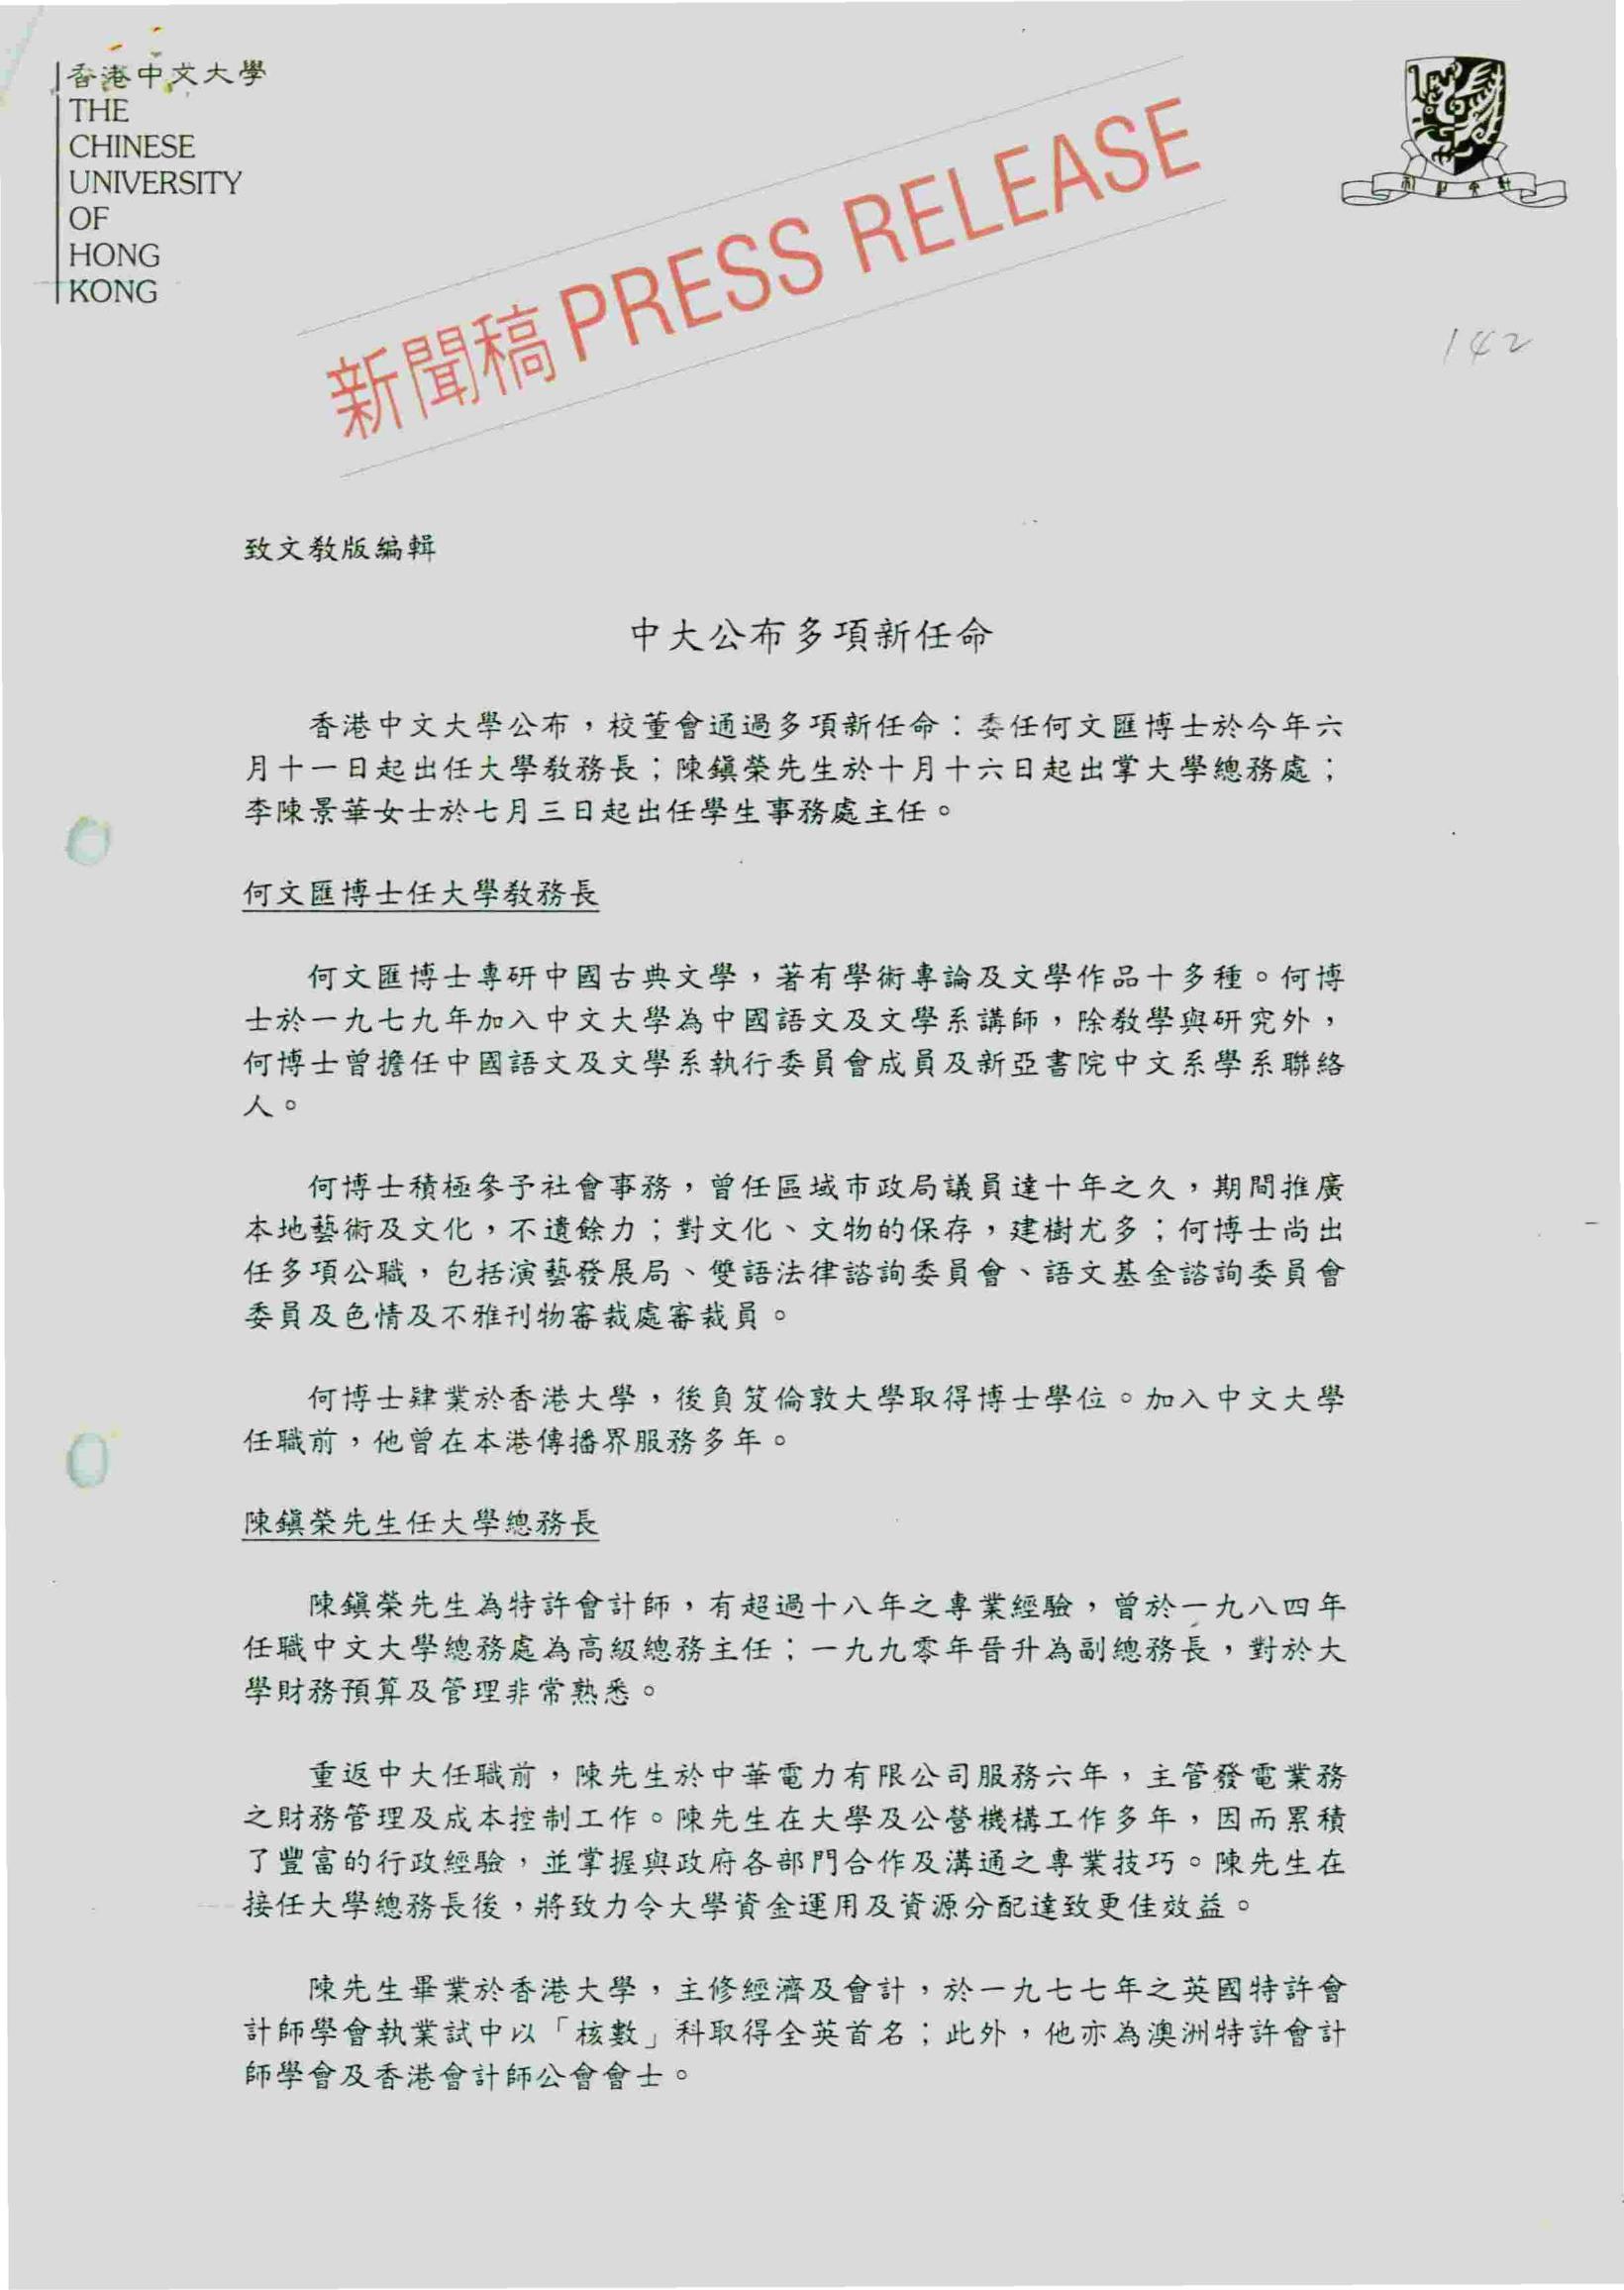 香港中文大學
THE
CHINESE
UNIVERSITY
OF
HONG
KONG
新聞稿 PRESS RELEASE
142
致文教版編輯
中大公布多項新任命
香港中文大學公布，校董會通過多項新任命：委任何文匯博士於今年六
月十一日起出任大學教務長；陳鎮榮先生於十月十六日起出掌大學總務處；
李陳景華女士於七月三日起出任學生事務處主任。
何文匯博士任大學教務長
何文匯博士專研中國古典文學，著有學術專論及文學作品十多種。何博
士於一九七九年加入中文大學為中國語文及文學系講師，除教學與研究外，
何博士曾擔任中國語文及文學系執行委員會成員及新亞書院中文系學系聯絡
人。
何博士積極參予社會事務，曾任區域市政局議員達十年之久，期間推廣
本地藝術及文化，不遺餘力；對文化、文物的保存，建樹尤多；何博士尚出
任多項公職，包括演藝發展局、雙語法律諮詢委員會、語文基金諮詢委員會
委員及色情及不雅刊物審裁處審裁員。
何博士肄業於香港大學，後負笈倫敦大學取得博士學位。加入中文大學
任職前，他曾在本港傳播界服務多年。
陳鎮榮先生任大學總務長
陳鎮榮先生為特許會計師，有超過十八年之專業經驗，曾於一九八四年
任職中文大學總務處為高級總務主任；一九九零年晉升為副總務長，對於大
學財務預算及管理非常熟悉。
重返中大任職前，陳先生於中華電力有限公司服務六年，主管發電業務
之財務管理及成本控制工作。陳先生在大學及公營機構工作多年，因而累積
了豐富的行政經驗，並掌握與政府各部門合作及溝通之專業技巧。陳先生在
接任大學總務長後，將致力令大學資金運用及資源分配達致更佳效益。
陳先生畢業於香港大學，主修經濟及會計，於一九七七年之英國特許會
計師學會執業試中以「核數」科取得全英首名；此外，他亦為澳洲特許會計
師學會及香港會計師公會會士。